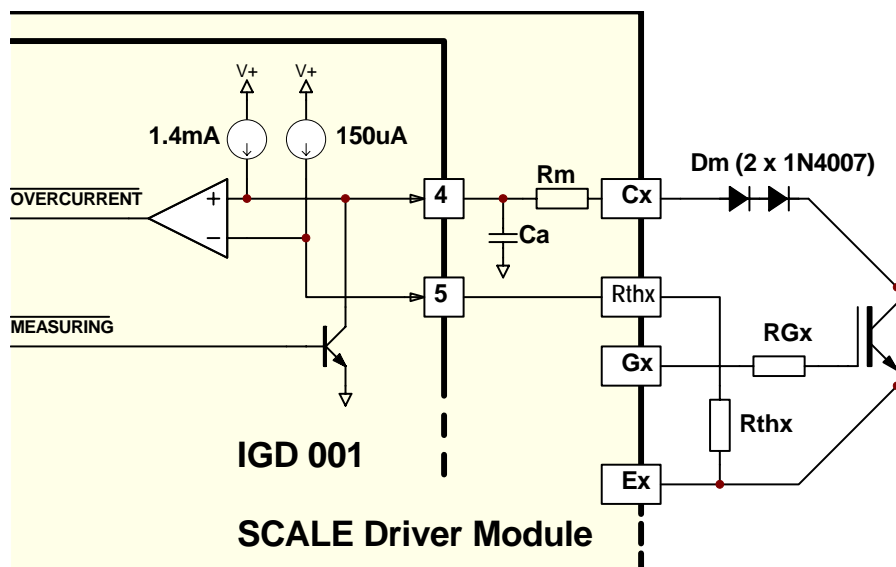 V+ V+
1.4mA 150uA
Dm (2 x 1N4007)
Rm
OVERCURRENT + 4 Cx
− Ca
5 Rthx
MEASURING
RGx
Gx
Rthx
IGD 001
Ex
SCALE Driver Module